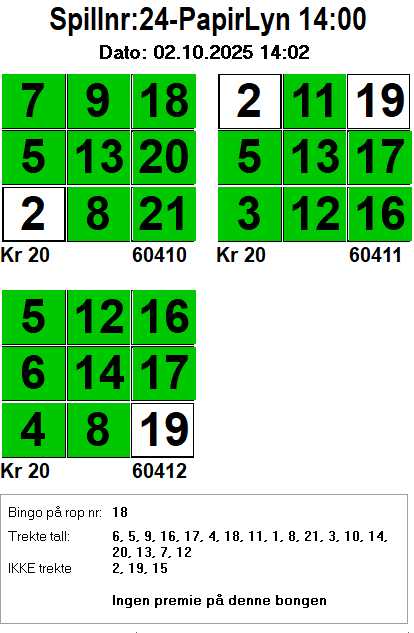 Spillnr:24-PapirLyn 14:00
Dato: 02.10.2025 14:02
7 9 18
5 13 20
2 8 21
Kr 20 60410
2 11 19
5 13 17
3 12 16
Kr 20 60411
5 12 16
6 14 17
4 8 19
Kr 20 60412
Bingo på rop nr: 18
Trekte tall: 6, 5, 9, 16, 17, 4, 18, 11, 1, 8, 21, 3, 10, 14,
20, 13, 7, 12
IKKE trekte 2, 19, 15
Ingen premie på denne bongen